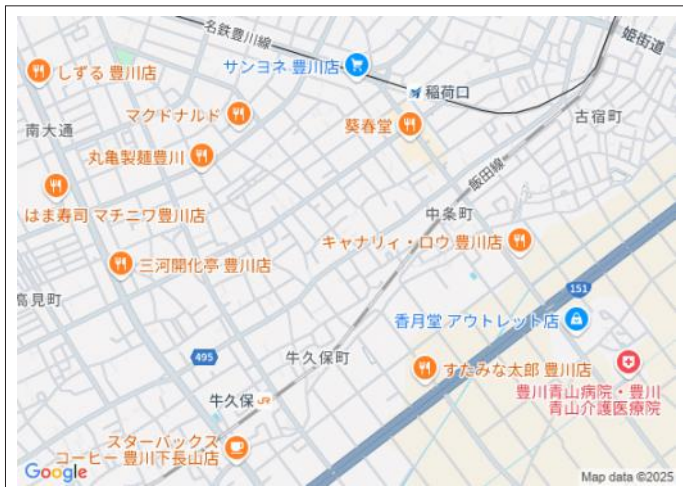 名鉄豊川線
姫街道
サンヨネ 豊川店
しずる 豊川店
稲荷口
マクドナルド
古宿町
葵春堂
南大通
丸亀製麺豊川
飯田線
はま寿司 マチニワ豊川店
中条町
キャナリィ・ロウ 豊川店
三河開化亭 豊川店
151
高見町
香月堂 アウトレット店
495
牛久保町
すたみな太郎 豊川店
豊川青山病院・豊川
青山介護医療院
牛久保 JR
スターバックス
コーヒー 豊川下長山店
Google
Map data ©2025